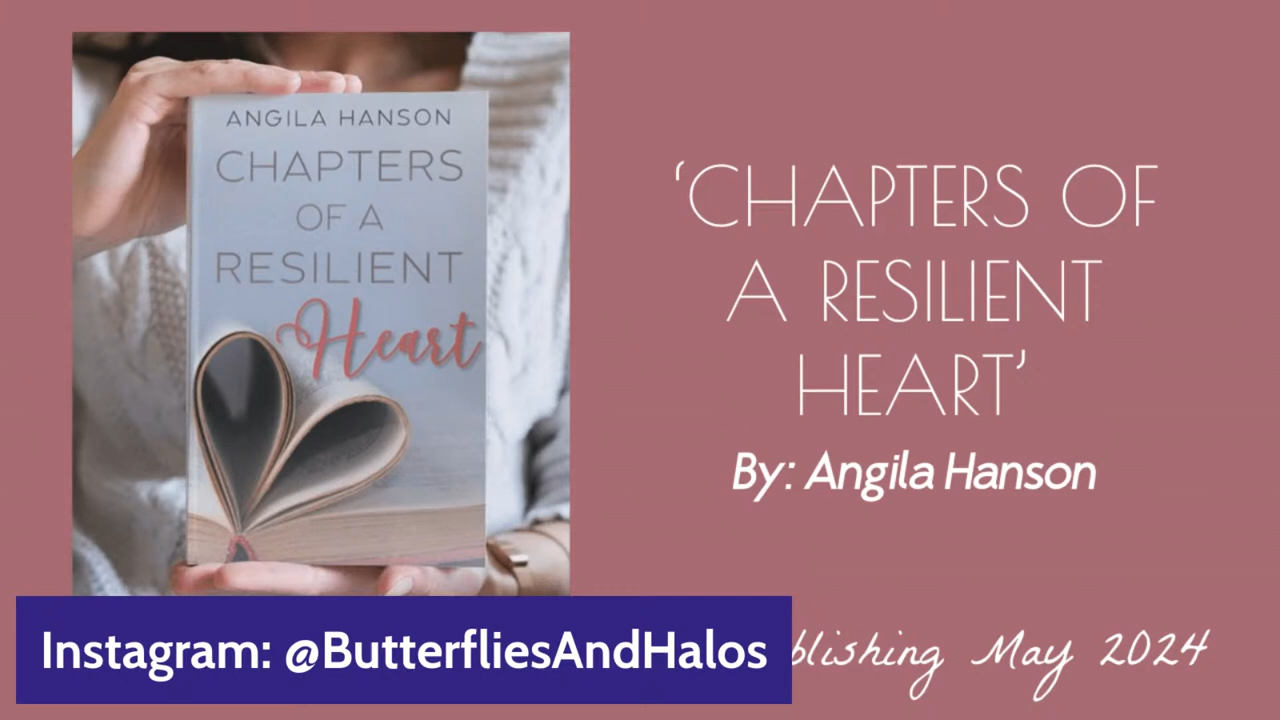 ANGILA HANSON
CHAPTERS
OF A
RESILIENT
Heart
‘CHAPTERS OF
A RESILIENT
HEART’
By: Angila Hanson
blishing May 2024
Instagram: @ButterfliesAndHalos